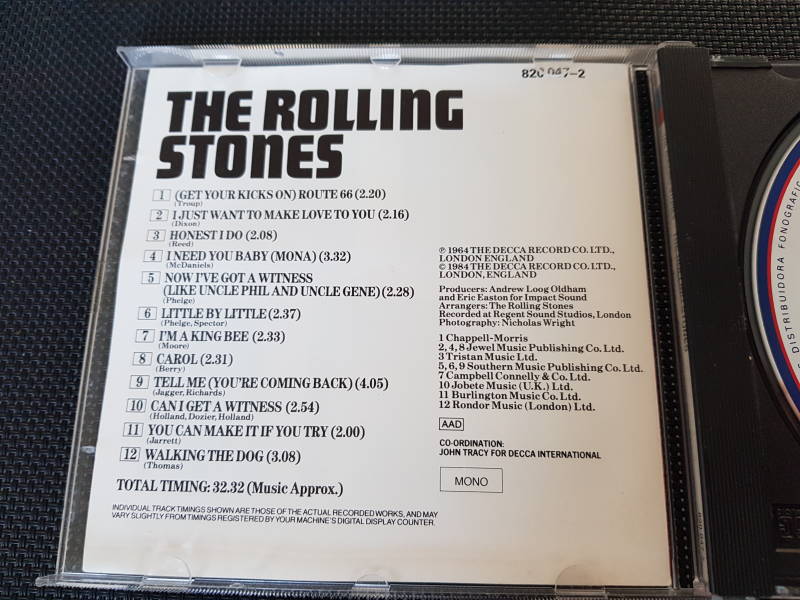 820 047-2
THE ROLLING
STONES
1 (GET YOUR KICKS ON) ROUTE 66 (2.20)
(Troup)
2 I JUST WANT TO MAKE LOVE TO YOU (2.16)
(Dixon)
3 HONEST I DO (2.08)
(Reed)
4 I NEED YOU BABY (MONA) (3.32)
(McDaniels)
5 NOW I'VE GOT A WITNESS
(LIKE UNCLE PHIL AND UNCLE GENE) (2.28)
(Phelge)
6 LITTLE BY LITTLE (2.37)
(Phelge, Spector)
7 I'M A KING BEE (2.33)
(Moore)
8 CAROL (2.31)
(Berry)
9 TELL ME (YOU'RE COMING BACK) (4.05)
(Jagger, Richards)
10 CAN I GET A WITNESS (2.54)
(Holland, Dozier, Holland)
11 YOU CAN MAKE IT IF YOU TRY (2.00)
(Jarrett)
12 WALKING THE DOG (3.08)
(Thomas)
TOTAL TIMING: 32.32 (Music Approx.)
INDIVIDUAL TRACK TIMINGS SHOWN ARE THOSE OF THE ACTUAL RECORDED WORKS, AND MAY
VARY SLIGHTLY FROM TIMINGS REGISTERED BY YOUR MACHINE'S DIGITAL DISPLAY COUNTER.
℗ 1964 THE DECCA RECORD CO. LTD.,
LONDON ENGLAND
© 1984 THE DECCA RECORD CO. LTD.,
LONDON, ENGLAND
Producers: Andrew Loog Oldham
and Eric Easton for Impact Sound
Arrangers: The Rolling Stones
Recorded at Regent Sound Studios, London
Photography: Nicholas Wright
1 Chappell-Morris
2, 4, 8 Jewel Music Publishing Co. Ltd.
3 Tristan Music Ltd.
5, 6, 9 Southern Music Publishing Co. Ltd.
7 Campbell Connelly & Co. Ltd.
10 Jobete Music (U.K.) Ltd.
11 Burlington Music Co. Ltd.
12 Rondor Music (London) Ltd.
AAD
CO-ORDINATION:
JOHN TRACY FOR DECCA INTERNATIONAL
MONO
DISTRIBUIDORA FONOGRAFIC